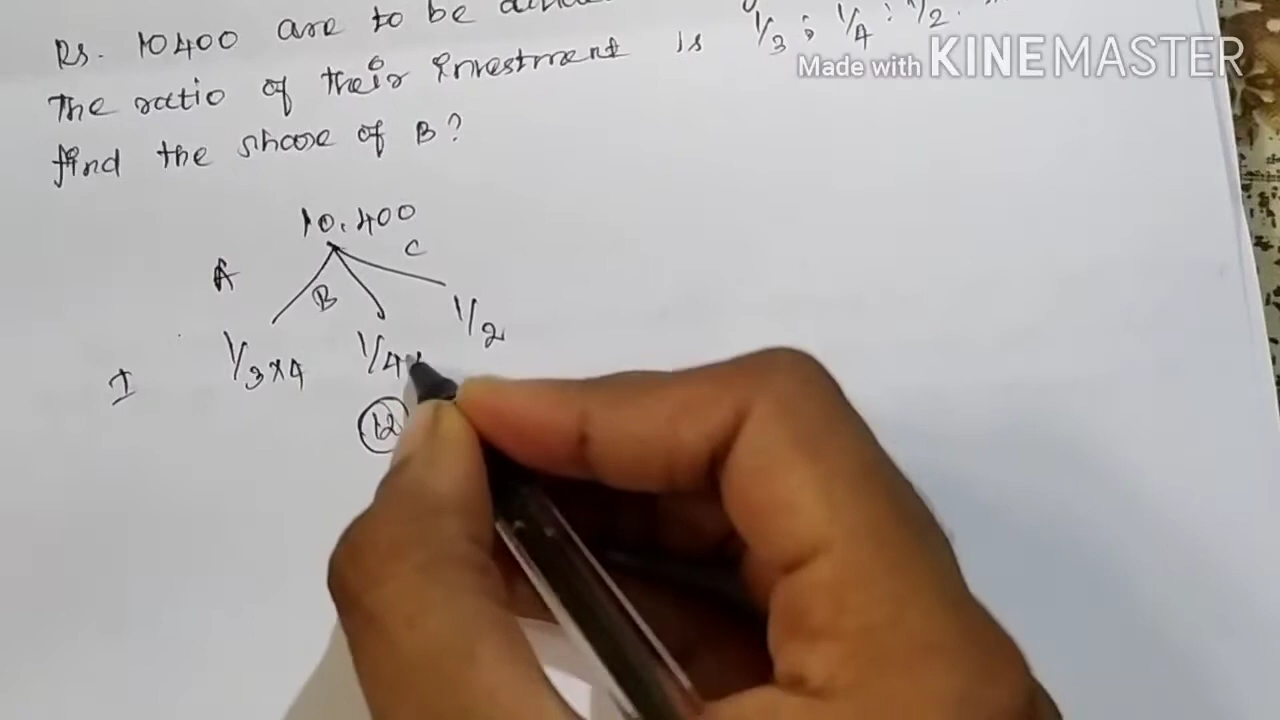 Rs. 10400 are to be
Made with KINEMASTER
The ratio of their Investment is 1/3 : 1/4 : 1/2.
find the share of B?
10.400
A B C
I 1/3 x 4 1/4 1/2
12